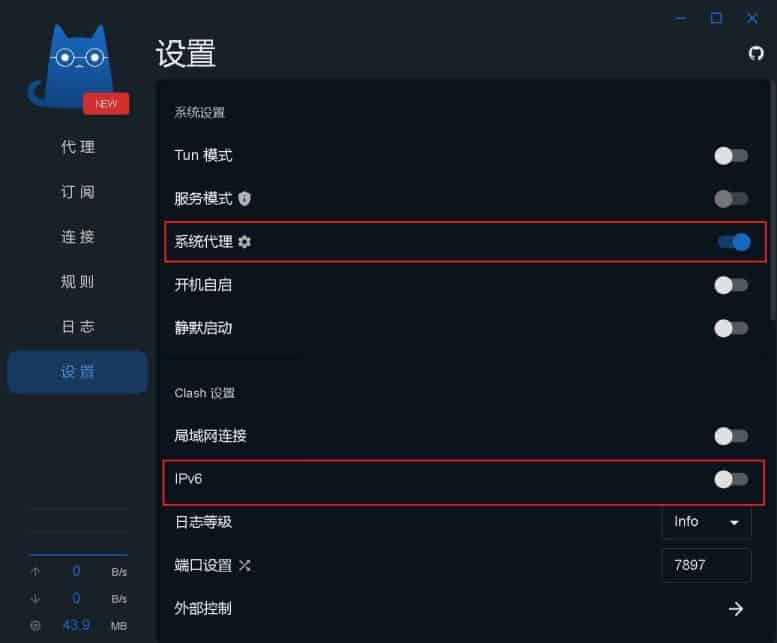 设置
NEW
代理
订阅
连接
规则
日志
设置
0 B/s
0 B/s
43.9 MB
系统设置
Tun 模式
服务模式
系统代理
开机自启
静默启动
Clash 设置
局域网连接
IPv6
日志等级 Info
端口设置 7897
外部控制